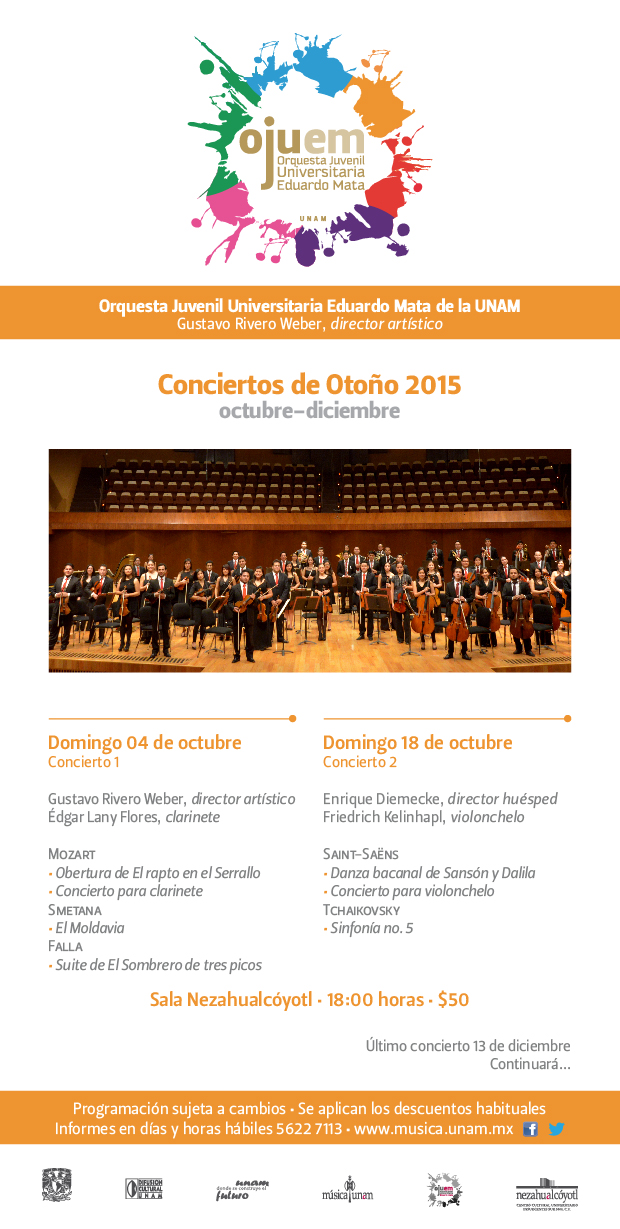 ojuem
Orquesta Juvenil
Universitaria
Eduardo Mata
UNAM
Orquesta Juvenil Universitaria Eduardo Mata de la UNAM
Gustavo Rivero Weber, director artístico
Conciertos de Otoño 2015
octubre–diciembre
Domingo 04 de octubre
Concierto 1
Gustavo Rivero Weber, director artístico
Édgar Lany Flores, clarinete
MOZART
• Obertura de El rapto en el Serrallo
• Concierto para clarinete
SMETANA
• El Moldavia
FALLA
• Suite de El Sombrero de tres picos
Domingo 18 de octubre
Concierto 2
Enrique Diemecke, director huésped
Friedrich Kelinhapl, violonchelo
SAINT–SAËNS
• Danza bacanal de Sansón y Dalila
• Concierto para violonchelo
TCHAIKOVSKY
• Sinfonía no. 5
Sala Nezahualcóyotl • 18:00 horas • $50
Último concierto 13 de diciembre
Continuará...
Programación sujeta a cambios • Se aplican los descuentos habituales
Informes en días y horas hábiles 5622 7113 • www.musica.unam.mx
DIFUSIÓN
CULTURAL
UNAM
unam
donde se construye el
futuro
música unam
ojuem
nezahualcóyotl
CENTRO CULTURAL UNIVERSITARIO
INSURGENTES SUR 3000, C.U.